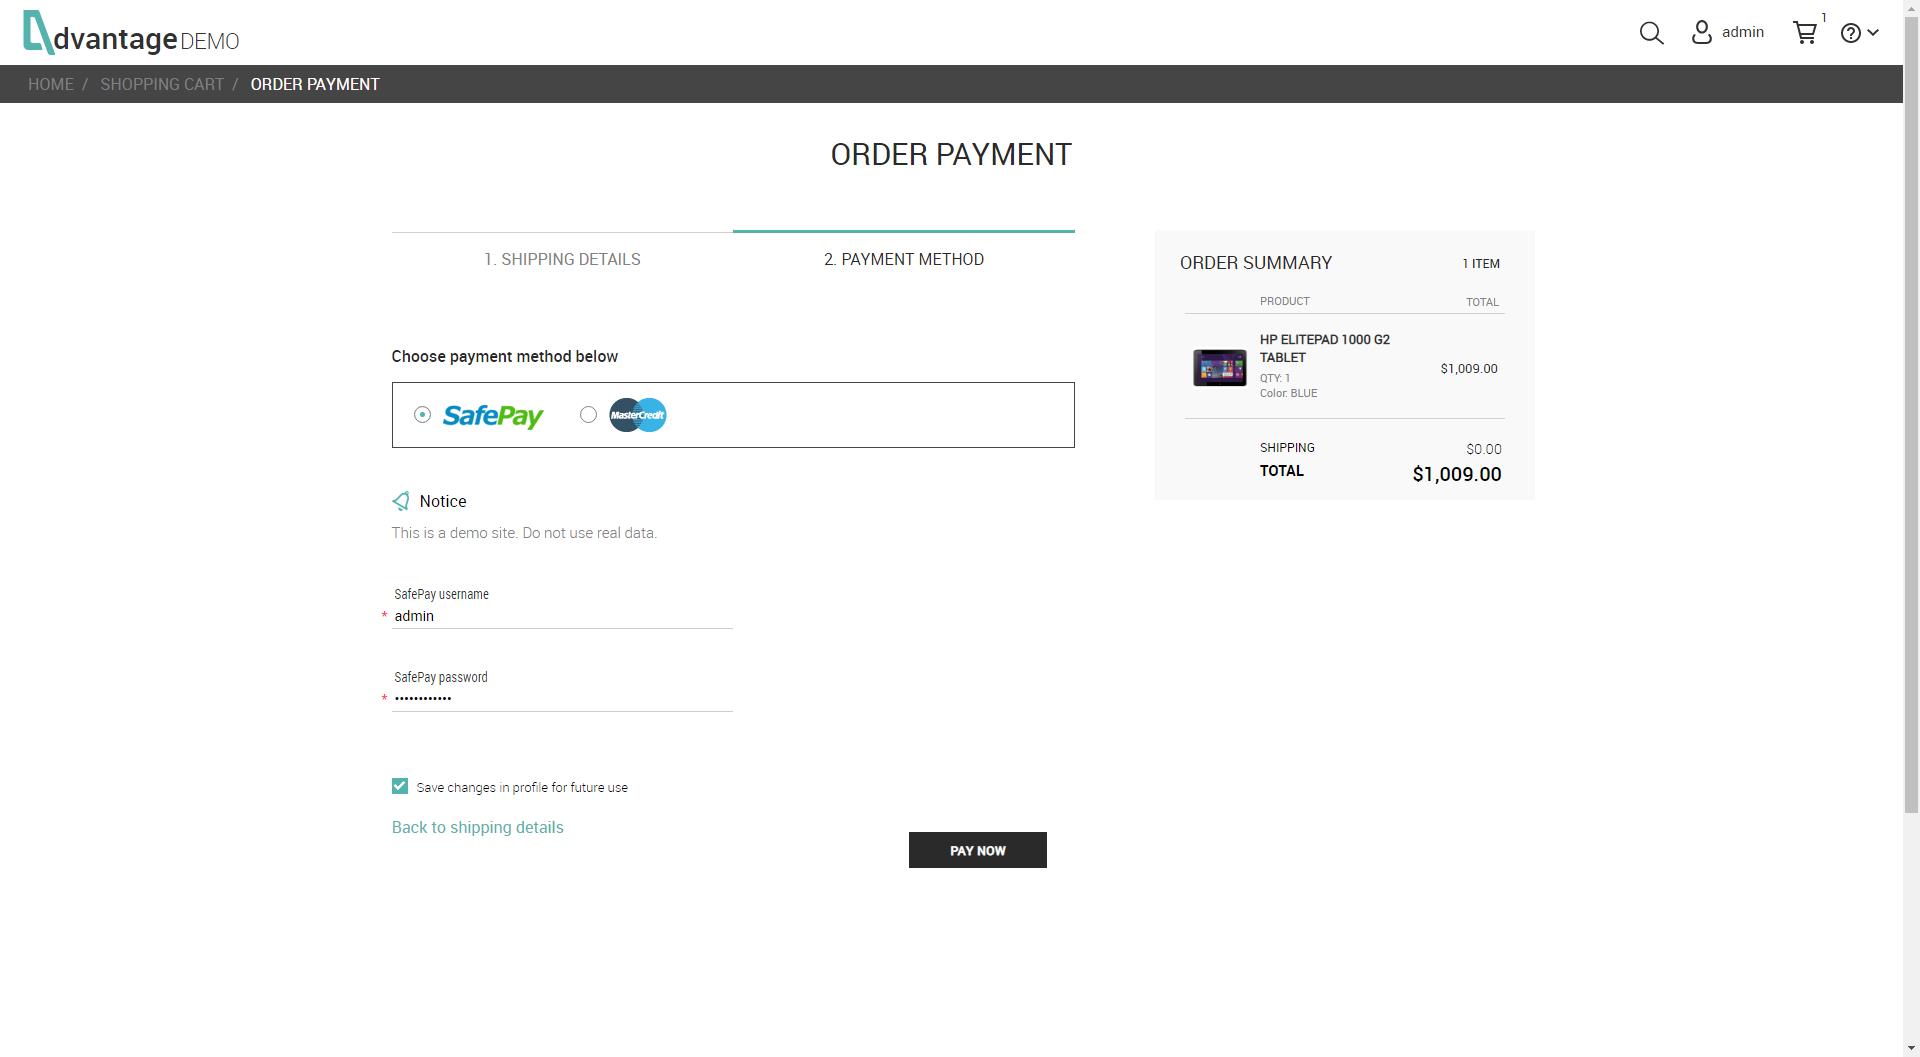 dvantage DEMO
admin
1
HOME / SHOPPING CART / ORDER PAYMENT
ORDER PAYMENT
1. SHIPPING DETAILS
2. PAYMENT METHOD
Choose payment method below
SafePay
MasterCredit
Notice
This is a demo site. Do not use real data.
SafePay username
* admin
SafePay password
* ••••••••••••
Save changes in profile for future use
Back to shipping details
PAY NOW
ORDER SUMMARY
1 ITEM
PRODUCT
TOTAL
HP ELITEPAD 1000 G2
TABLET
QTY: 1
Color: BLUE
$1,009.00
SHIPPING
$0.00
TOTAL
$1,009.00